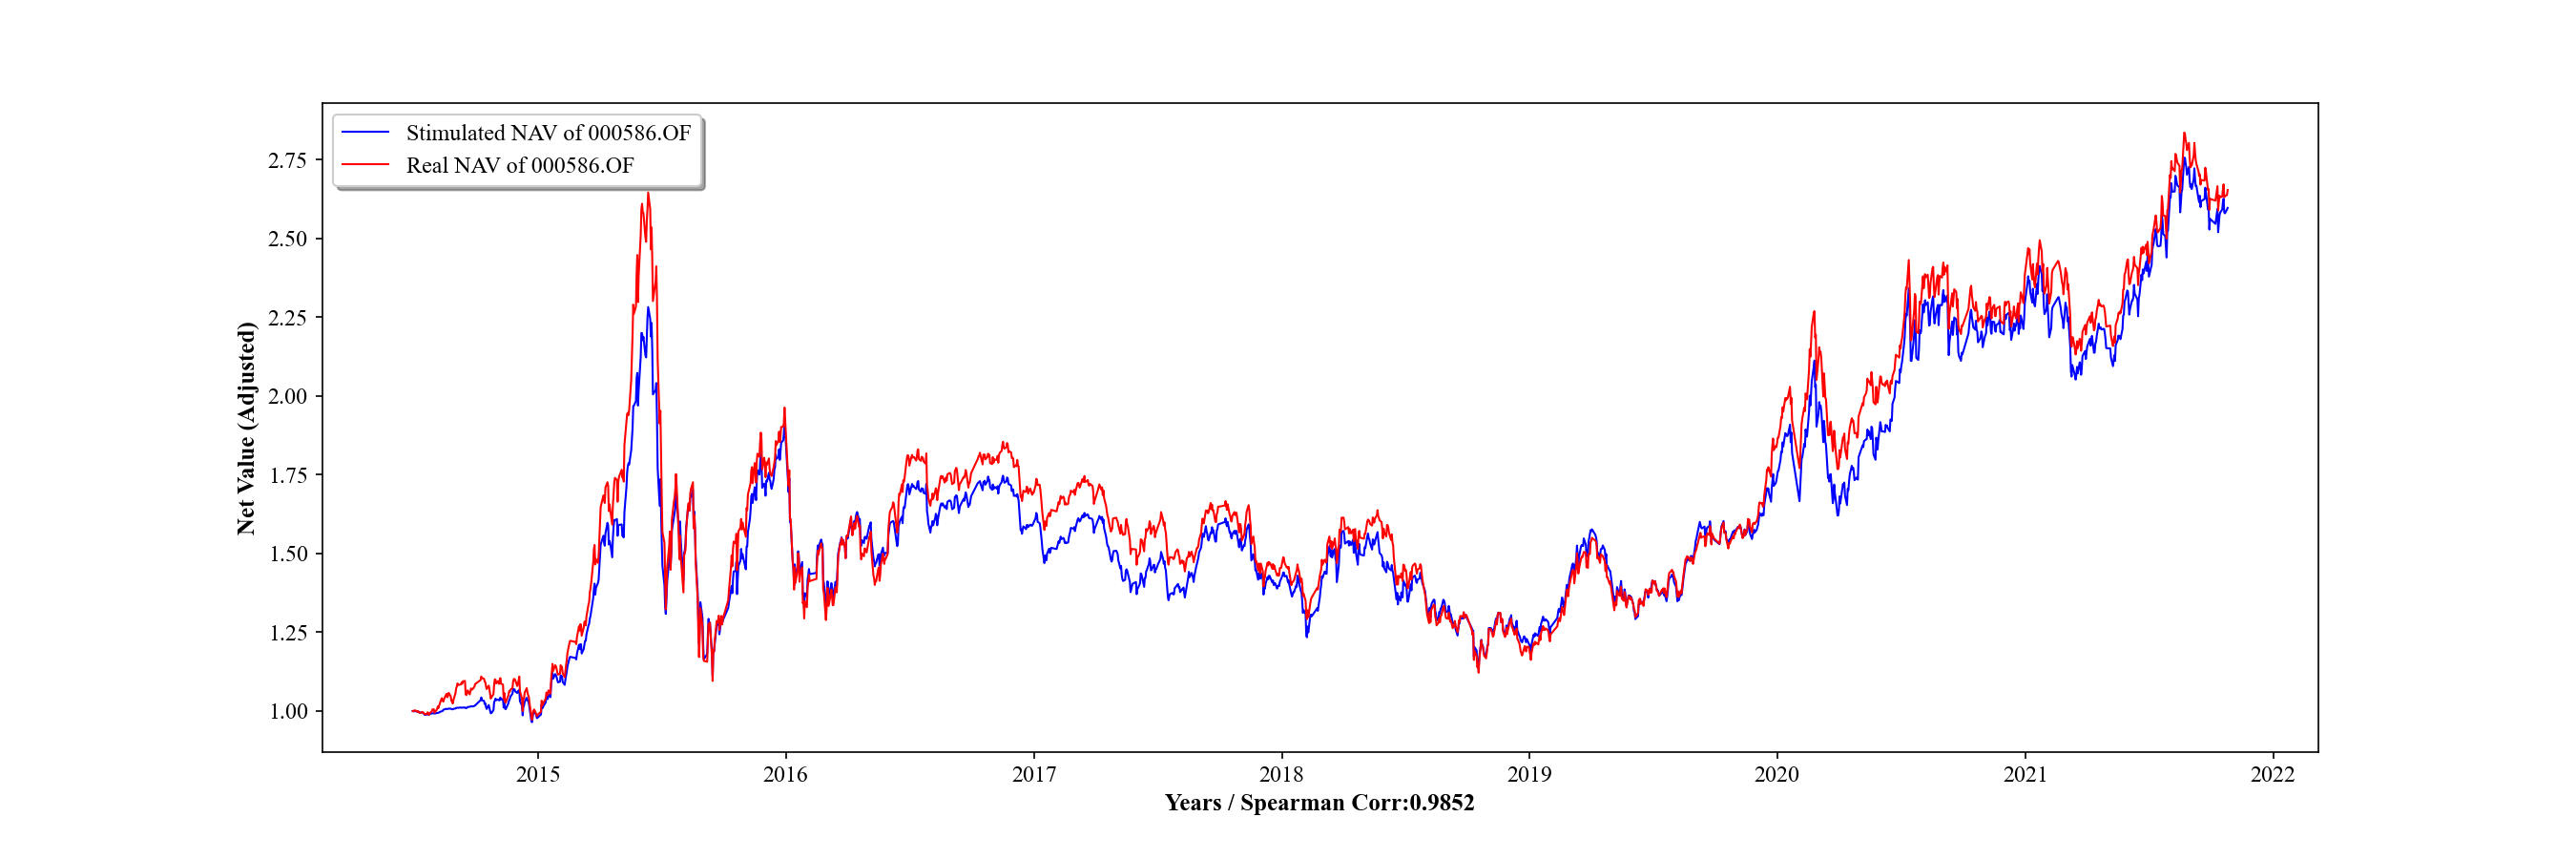 Stimulated NAV of 000586.OF
Real NAV of 000586.OF
Net Value (Adjusted)
2.75
2.50
2.25
2.00
1.75
1.50
1.25
1.00
2015 2016 2017 2018 2019 2020 2021 2022
Years / Spearman Corr:0.9852